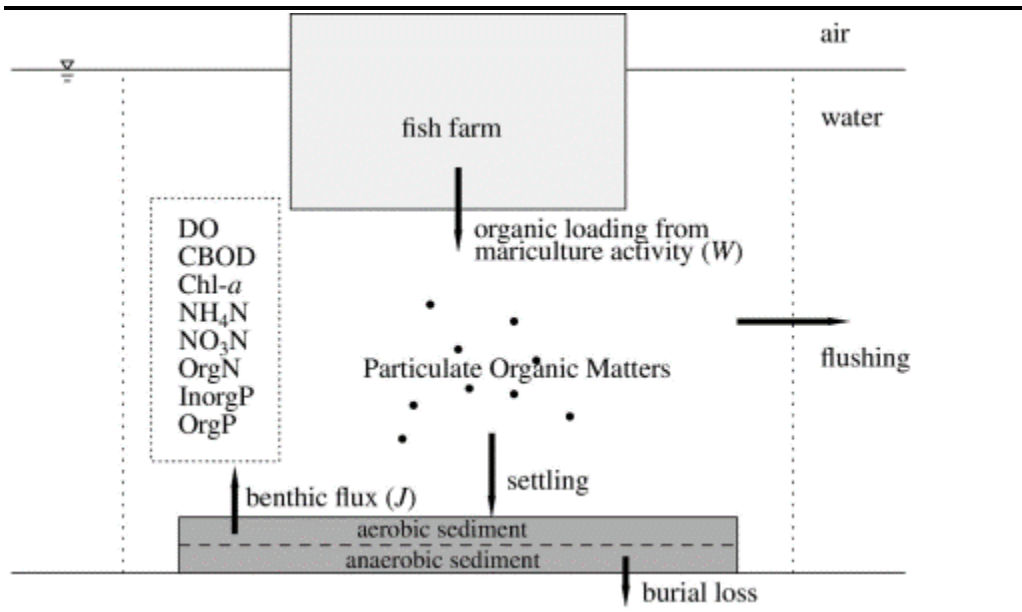 air
water
fish farm
organic loading from
mariculture activity (W)
DO
CBOD
Chl-a
NH₄N
NO₃N
OrgN
InorgP
OrgP
Particulate Organic Matters
flushing
settling
benthic flux (J)
aerobic sediment
anaerobic sediment
burial loss